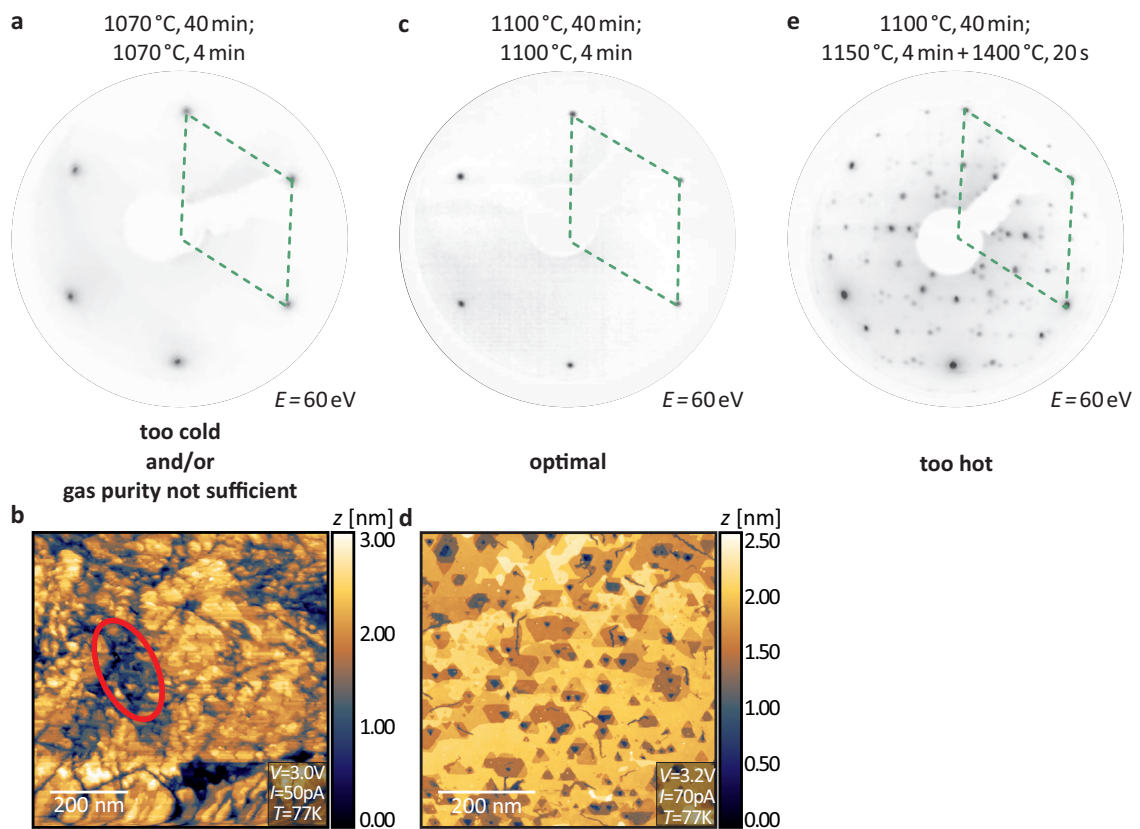 a
1070 °C, 40 min;
1070 °C, 4 min
E = 60 eV
too cold
and/or
gas purity not sufficient
c
1100 °C, 40 min;
1100 °C, 4 min
E = 60 eV
optimal
e
1100 °C, 40 min;
1150 °C, 4 min + 1400 °C, 20 s
E = 60 eV
too hot
b
z [nm]
3.00
2.00
1.00
0.00
200 nm
V=3.0V
I=50pA
T=77K
d
z [nm]
2.50
2.00
1.50
1.00
0.50
0.00
200 nm
V=3.2V
I=70pA
T=77K